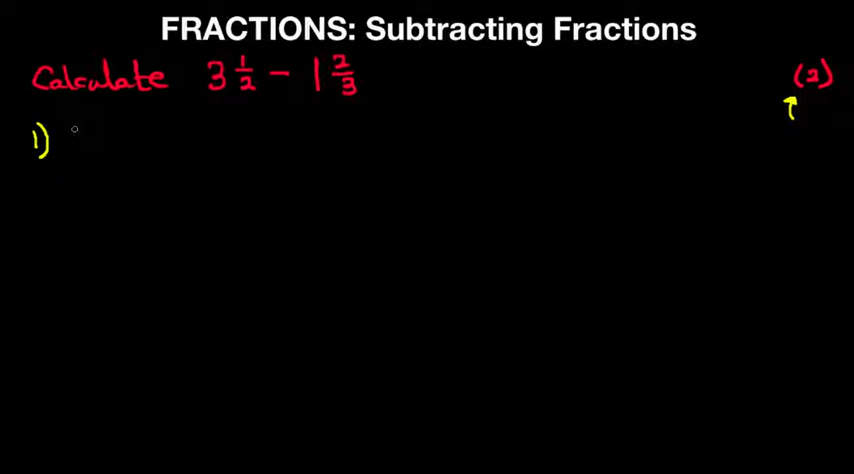 FRACTIONS: Subtracting Fractions
Calculate 3 1/2 - 1 2/3 (2)
1)